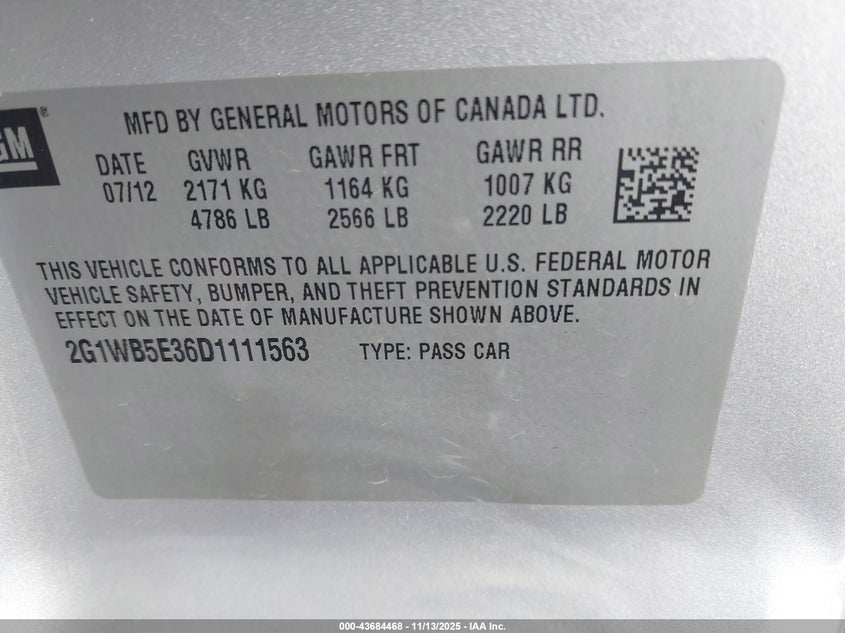 GM®
MFD BY GENERAL MOTORS OF CANADA LTD.
DATE GVWR GAWR FRT GAWR RR
07/12 2171 KG 1164 KG 1007 KG
4786 LB 2566 LB 2220 LB
THIS VEHICLE CONFORMS TO ALL APPLICABLE U.S. FEDERAL MOTOR
VEHICLE SAFETY, BUMPER, AND THEFT PREVENTION STANDARDS IN
EFFECT ON THE DATE OF MANUFACTURE SHOWN ABOVE.
2G1WB5E36D1111563 TYPE: PASS CAR
000-43684468 - 11/13/2025 - IAA Inc.